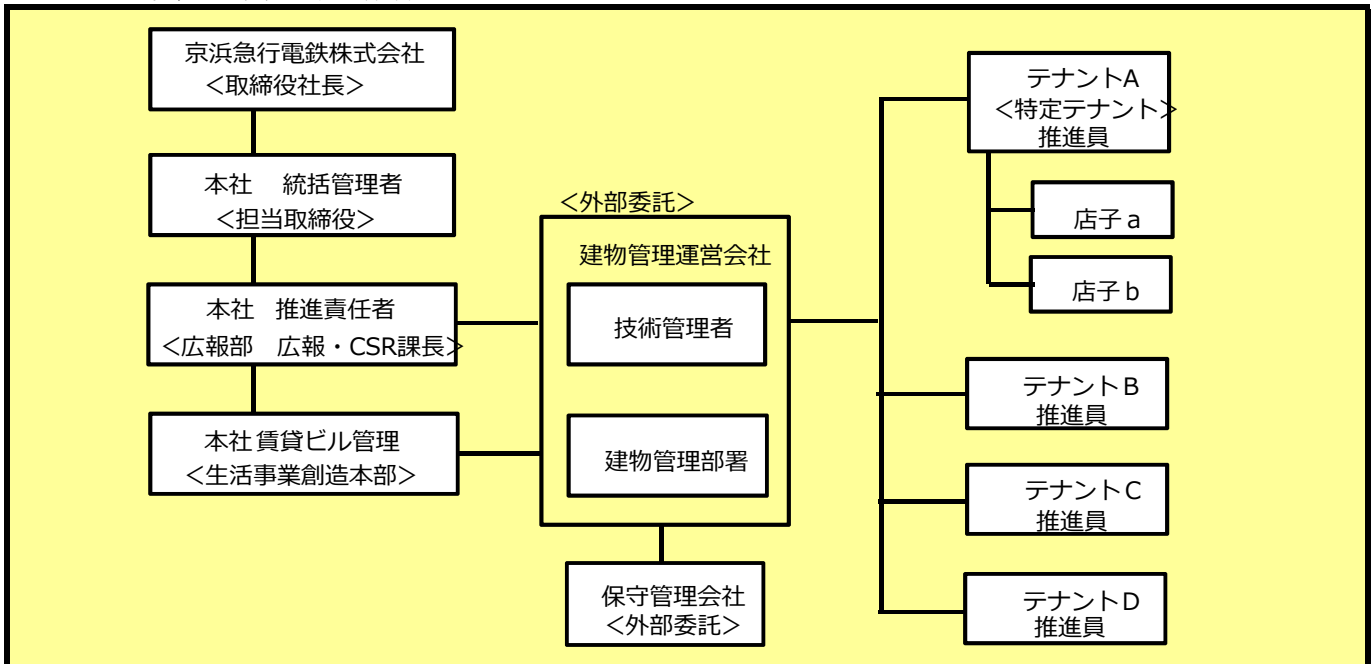 京浜急行電鉄株式会社
＜取締役社長＞
本社　統括管理者
＜担当取締役＞
本社　推進責任者
＜広報部　広報・CSR課長＞
本社 賃貸ビル管理
＜生活事業創造本部＞
＜外部委託＞
建物管理運営会社
技術管理者
建物管理部署
保守管理会社
＜外部委託＞
テナントA
＜特定テナント＞
推進員
店子ａ
店子ｂ
テナントＢ
推進員
テナントＣ
推進員
テナントＤ
推進員